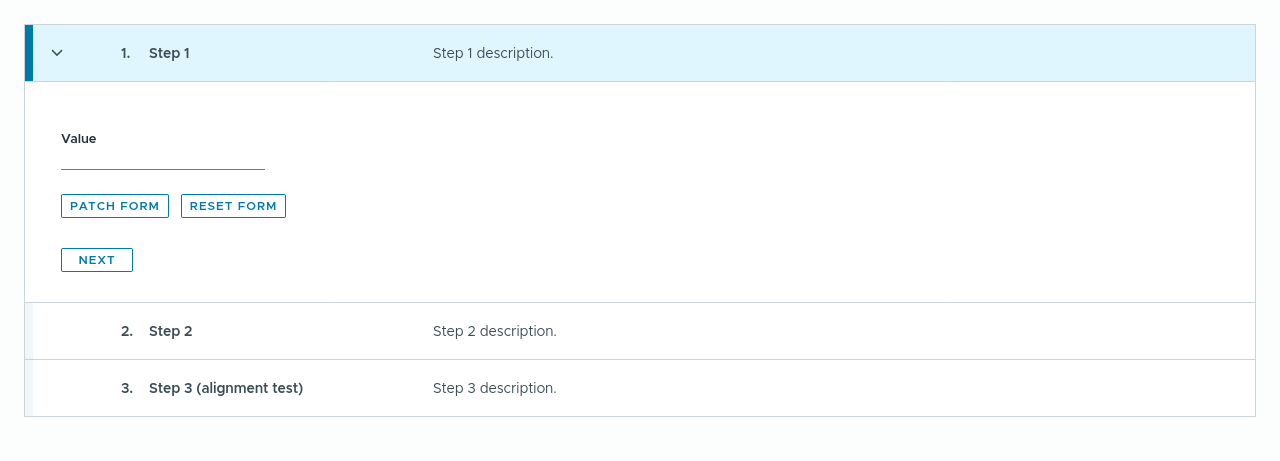 1. Step 1 Step 1 description.
Value
PATCH FORM RESET FORM
NEXT
2. Step 2 Step 2 description.
3. Step 3 (alignment test) Step 3 description.